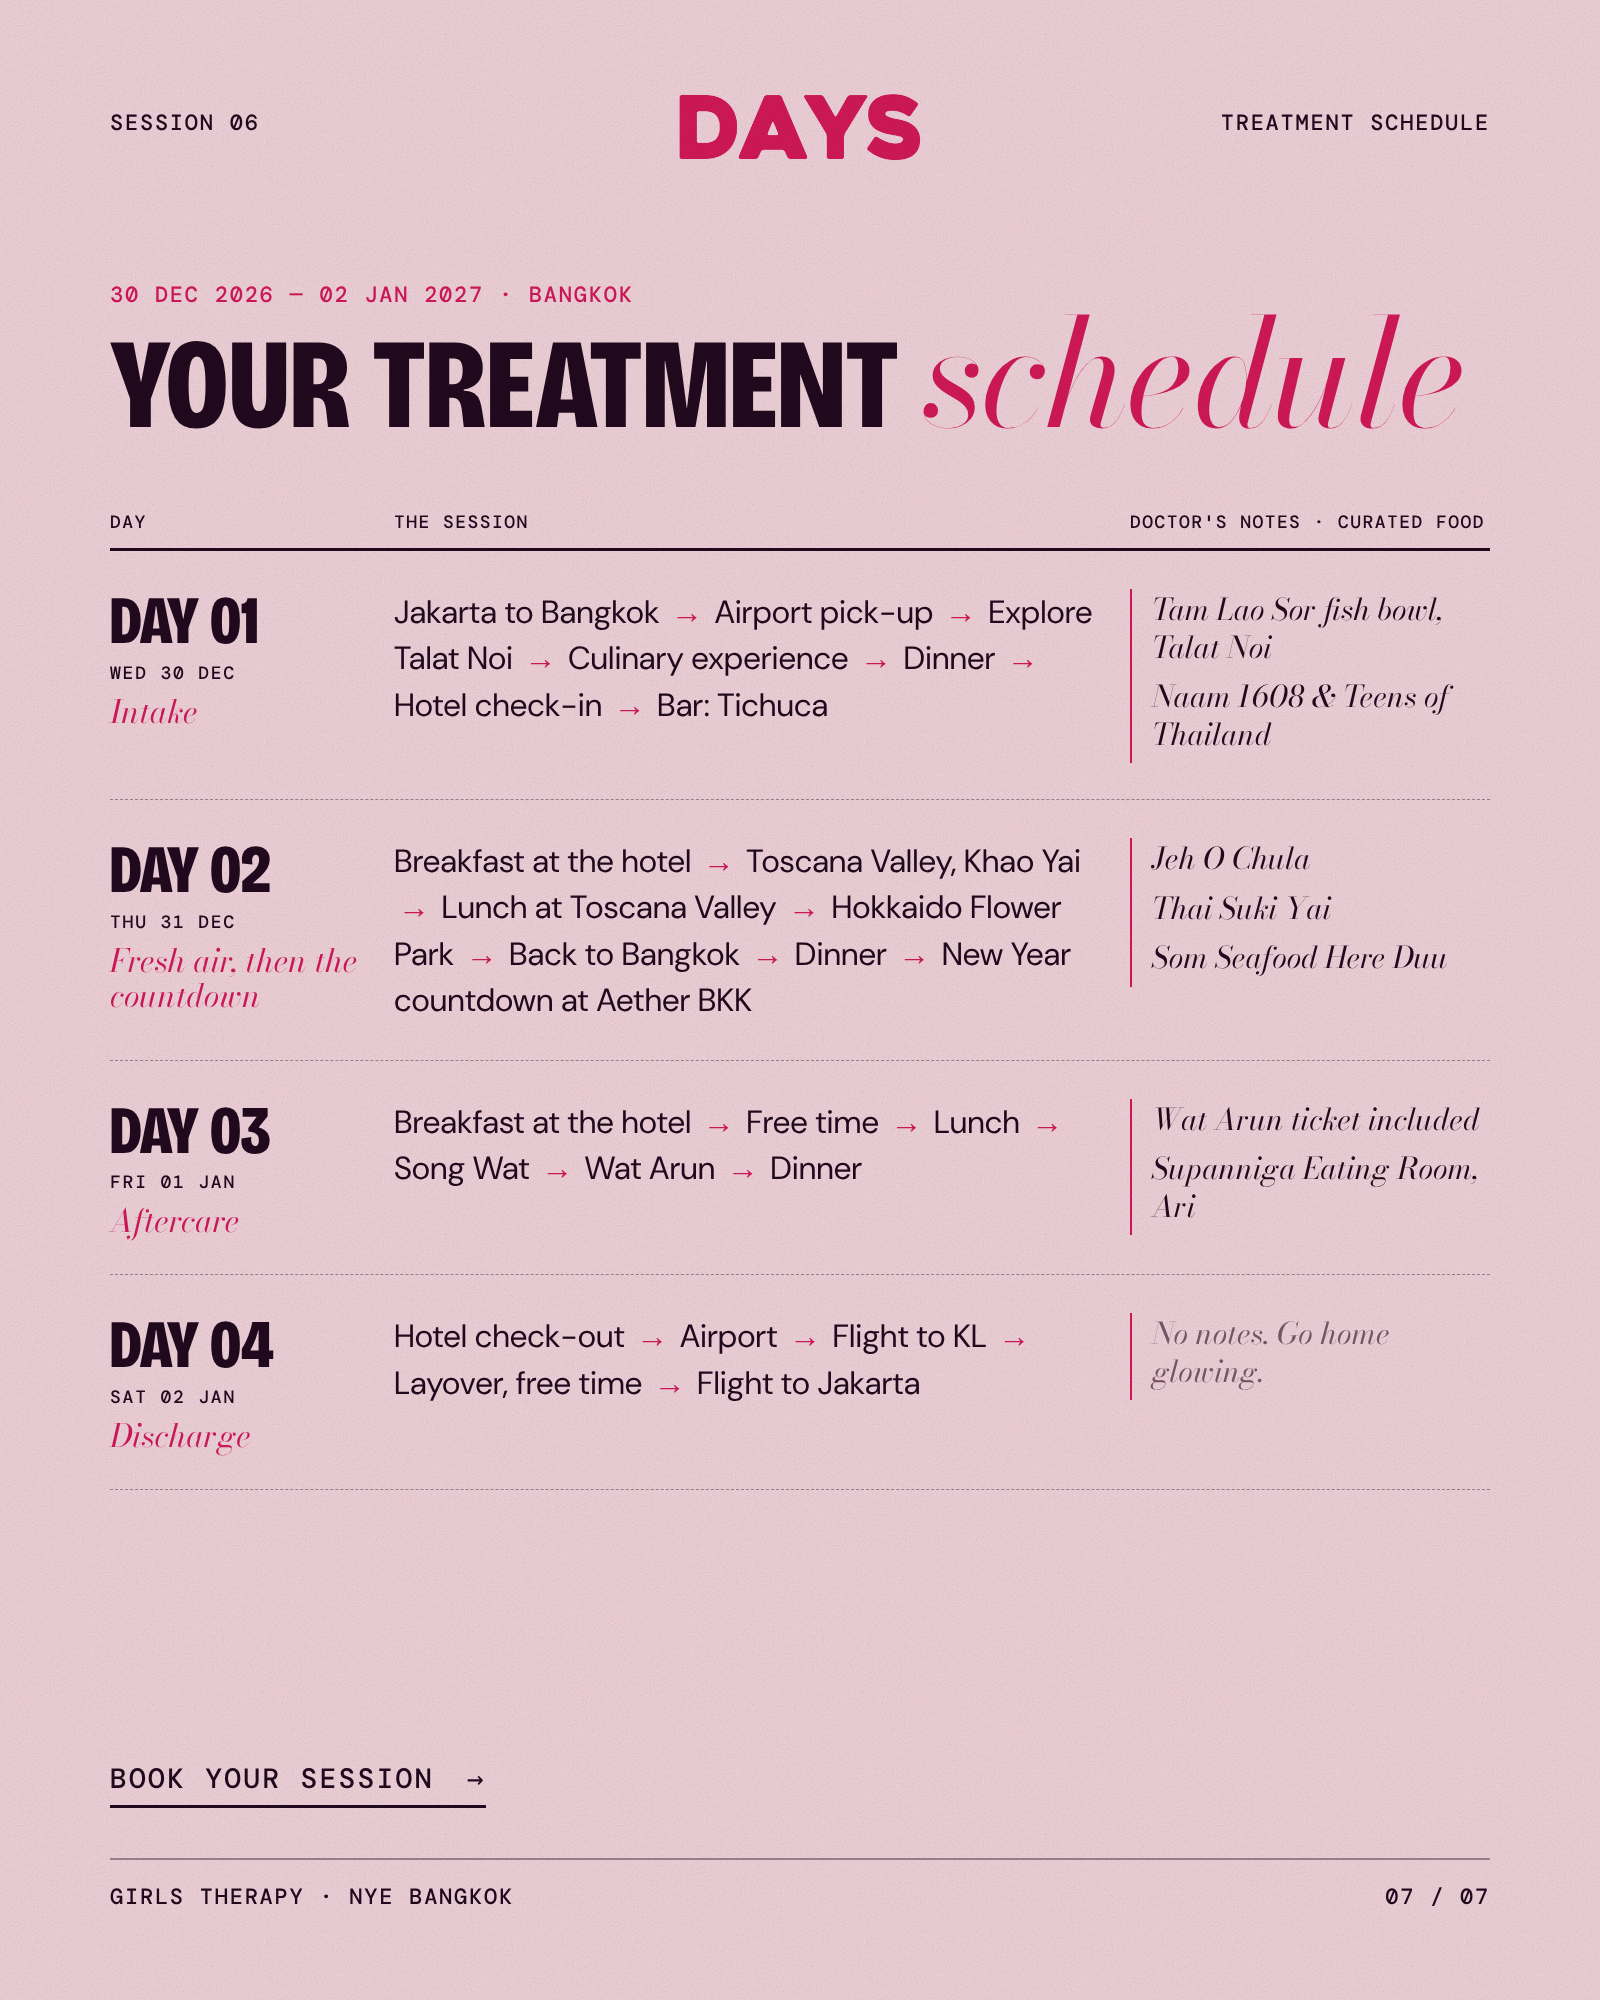 SESSION 06
DAYS
TREATMENT SCHEDULE
30 DEC 2026 — 02 JAN 2027 · BANGKOK
YOUR TREATMENT schedule
DAY
THE SESSION
DOCTOR'S NOTES · CURATED FOOD
DAY 01
WED 30 DEC
Intake
Jakarta to Bangkok → Airport pick-up → Explore
Talat Noi → Culinary experience → Dinner →
Hotel check-in → Bar: Tichuca
Tam Lao Sor fish bowl,
Talat Noi
Naam 1608 & Teens of
Thailand
DAY 02
THU 31 DEC
Fresh air, then the
countdown
Breakfast at the hotel → Toscana Valley, Khao Yai
→ Lunch at Toscana Valley → Hokkaido Flower
Park → Back to Bangkok → Dinner → New Year
countdown at Aether BKK
Jeh O Chula
Thai Suki Yai
Som Seafood Here Duu
DAY 03
FRI 01 JAN
Aftercare
Breakfast at the hotel → Free time → Lunch →
Song Wat → Wat Arun → Dinner
Wat Arun ticket included
Supanniga Eating Room,
Ari
DAY 04
SAT 02 JAN
Discharge
Hotel check-out → Airport → Flight to KL →
Layover, free time → Flight to Jakarta
No notes. Go home
glowing.
BOOK YOUR SESSION →
GIRLS THERAPY · NYE BANGKOK
07 / 07